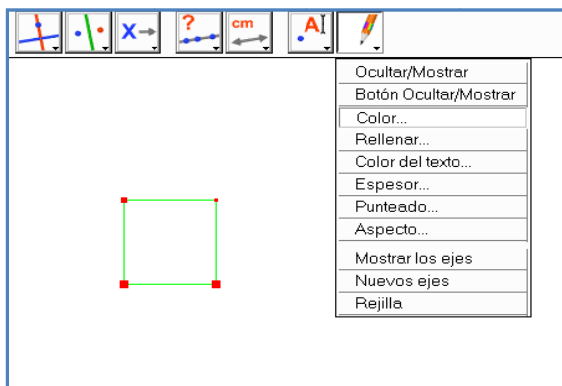 X
?
cm
A
Ocultar/Mostrar
Botón Ocultar/Mostrar
Color...
Rellenar...
Color del texto...
Espesor...
Punteado...
Aspecto...
Mostrar los ejes
Nuevos ejes
Rejilla